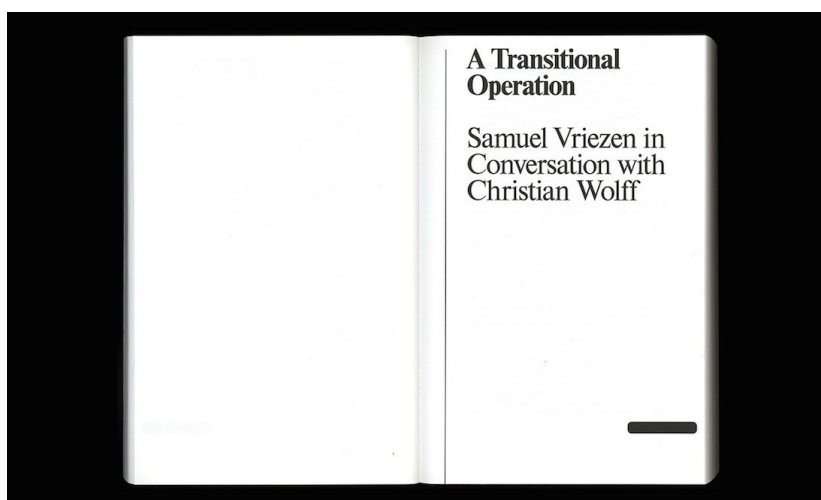 A Transitional
Operation
Samuel Vriezen in
Conversation with
Christian Wolff